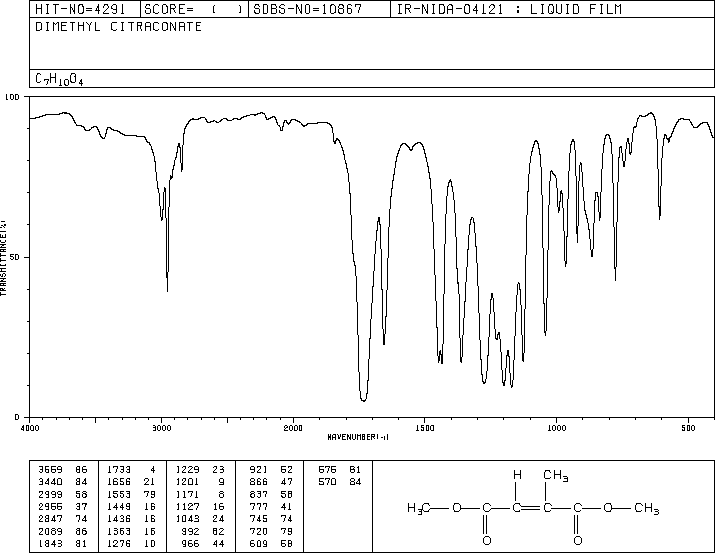 HIT-NO=4291 SCORE= ( ) SDBS-NO=10867 IR-NIDA-04121 : LIQUID FILM
DIMETHYL CITRACONATE
C7H10O4
100
50
0
TRANSMITTANCE(%)
4000 3000 2000 1500 1000 500
WAVENUMBER(-1)
3569 86 1733 4 1229 23 921 52 576 81
3440 84 1656 21 1201 9 866 47 570 84
2999 58 1553 79 1171 8 837 58
2955 37 1449 16 1127 16 777 41
2847 74 1436 16 1043 24 745 74
2089 86 1363 16 992 62 720 79
1843 81 1276 10 966 44 609 58
H CH3
H3C O C C C C O CH3
O O